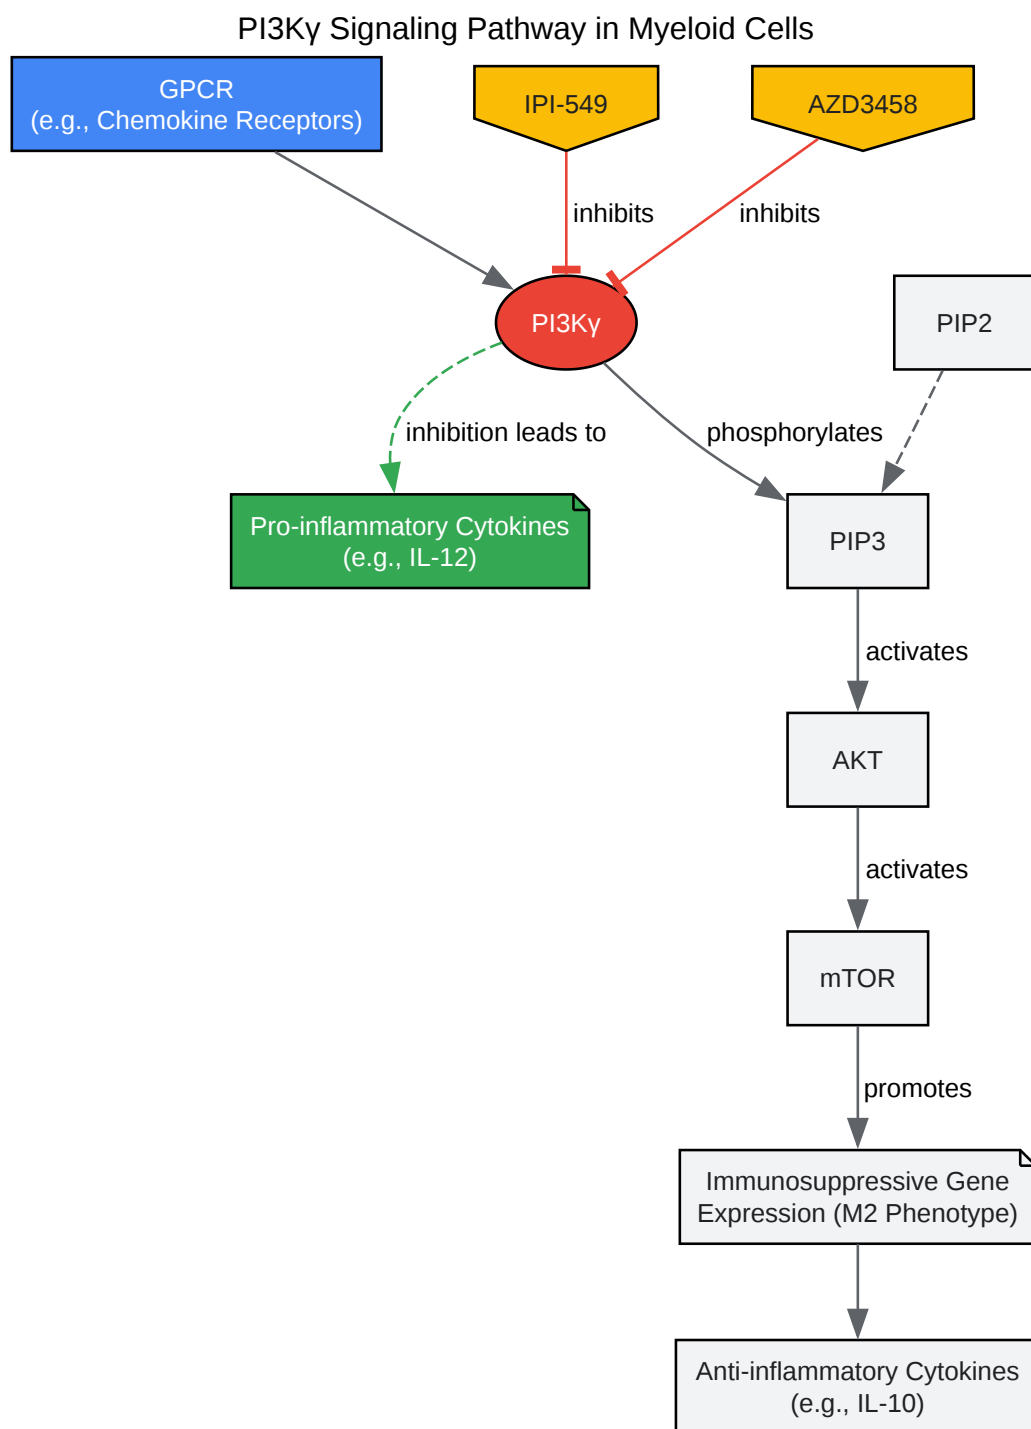 PI3Kγ Signaling Pathway in Myeloid Cells
GPCR
(e.g., Chemokine Receptors)
IPI-549
AZD3458
inhibits
inhibits
PI3Kγ
PIP2
inhibition leads to
phosphorylates
Pro-inflammatory Cytokines
(e.g., IL-12)
PIP3
activates
AKT
activates
mTOR
promotes
Immunosuppressive Gene
Expression (M2 Phenotype)
Anti-inflammatory Cytokines
(e.g., IL-10)